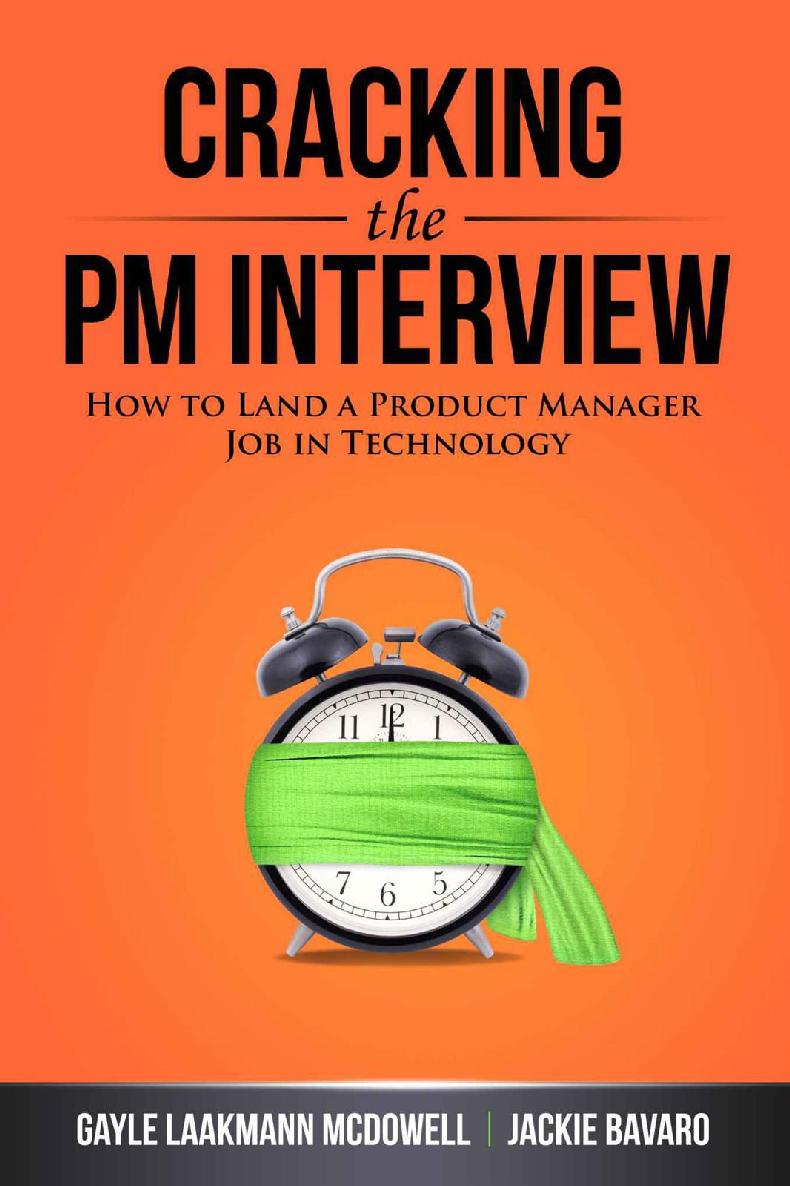 CRACKING
the
PM INTERVIEW
HOW TO LAND A PRODUCT MANAGER
JOB IN TECHNOLOGY
11 12 1
7 6 5
GAYLE LAAKMANN MCDOWELL | JACKIE BAVARO